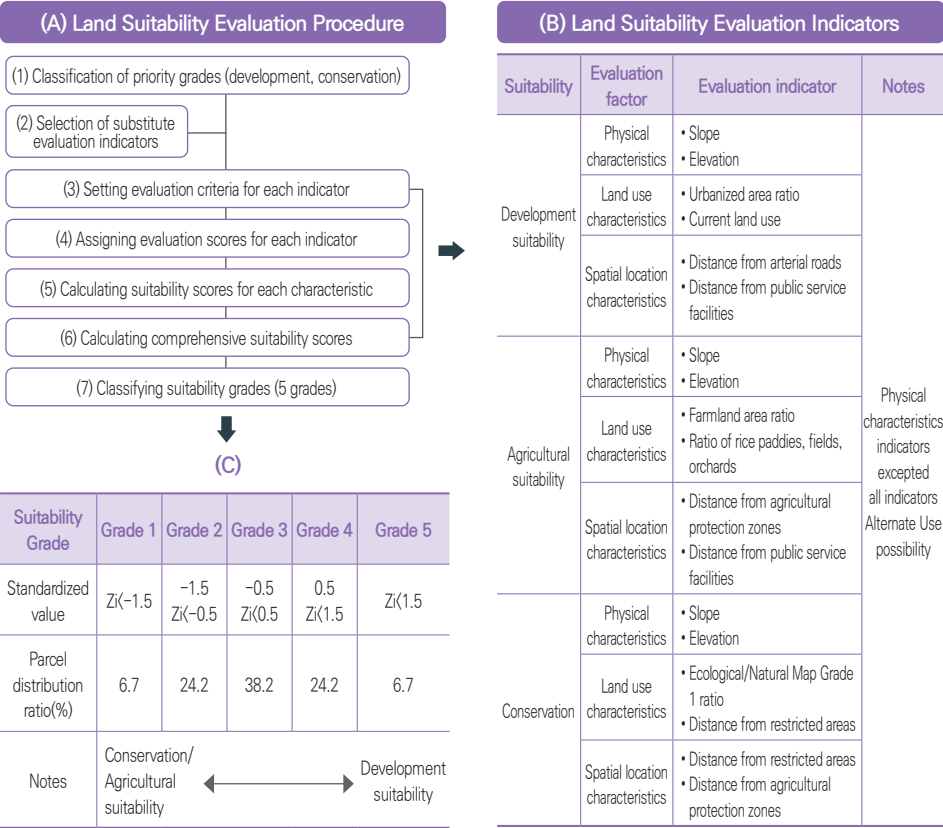 (A) Land Suitability Evaluation Procedure
(1) Classification of priority grades (development, conservation)
(2) Selection of substitute
evaluation indicators
(3) Setting evaluation criteria for each indicator
(4) Assigning evaluation scores for each indicator
(5) Calculating suitability scores for each characteristic
(6) Calculating comprehensive suitability scores
(7) Classifying suitability grades (5 grades)
(C)
Suitability
Grade
Grade 1
Grade 2
Grade 3
Grade 4
Grade 5
Standardized
value
Zi〈−1.5
−1.5
Zi〈−0.5
−0.5
Zi〈0.5
0.5
Zi〈1.5
Zi〈1.5
Parcel
distribution
ratio(%)
6.7
24.2
38.2
24.2
6.7
Notes
Conservation/
Agricultural
suitability
Development
suitability
(B) Land Suitability Evaluation Indicators
Suitability
Evaluation
factor
Evaluation indicator
Notes
Development
suitability
Physical
characteristics
• Slope
• Elevation
Land use
characteristics
• Urbanized area ratio
• Current land use
Spatial location
characteristics
• Distance from arterial roads
• Distance from public service
facilities
Agricultural
suitability
Physical
characteristics
• Slope
• Elevation
Land use
characteristics
• Farmland area ratio
• Ratio of rice paddies, fields,
orchards
Spatial location
characteristics
• Distance from agricultural
protection zones
• Distance from public service
facilities
Conservation
Physical
characteristics
• Slope
• Elevation
Land use
characteristics
• Ecological/Natural Map Grade
1 ratio
• Distance from restricted areas
Spatial location
characteristics
• Distance from restricted areas
• Distance from agricultural
protection zones
Physical
characteristics
indicators
excepted
all indicators
Alternate Use
possibility